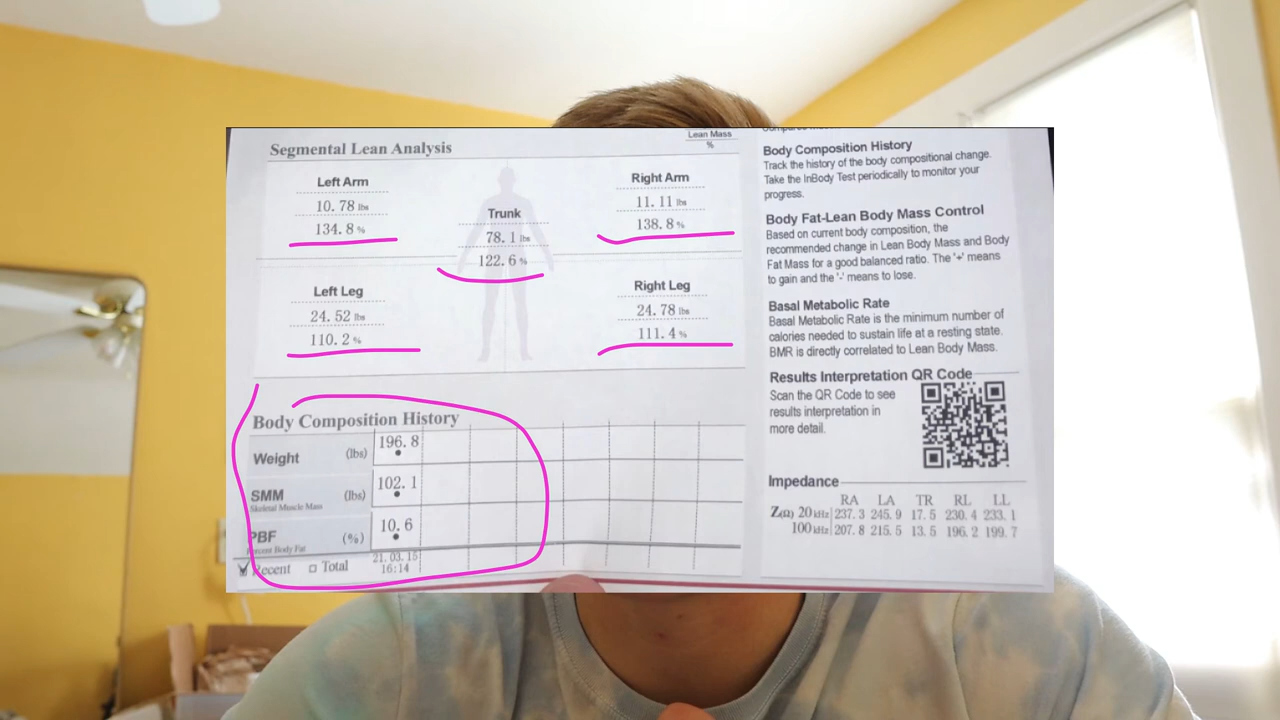 Segmental Lean Analysis
Lean Mass
%
Left Arm
10.78 lbs
134.8 %
Trunk
78.1 lbs
122.6 %
Right Arm
11.11 lbs
138.8 %
Left Leg
24.52 lbs
110.2 %
Right Leg
24.78 lbs
111.4 %
Body Composition History
Weight (lbs) 196.8
SMM (lbs) 102.1
Skeletal Muscle Mass
PBF (%) 10.6
Percent Body Fat
Recent Total 21.03.15
16:14
Body Composition History
Track the history of the body compositional change.
Take the InBody Test periodically to monitor your
progress.
Body Fat-Lean Body Mass Control
Based on current body composition, the
recommended change in Lean Body Mass and Body
Fat Mass for a good balanced ratio. The '+' means
to gain and the '-' means to lose.
Basal Metabolic Rate
Basal Metabolic Rate is the minimum number of
calories needed to sustain life at a resting state.
BMR is directly correlated to Lean Body Mass.
Results Interpretation QR Code
Scan the QR Code to see
results interpretation in
more detail.
Impedance
RA LA TR RL LL
Z(Ω) 20 kHz 237.3 245.9 17.5 230.4 233.1
100 kHz 207.8 215.5 13.5 196.2 199.7